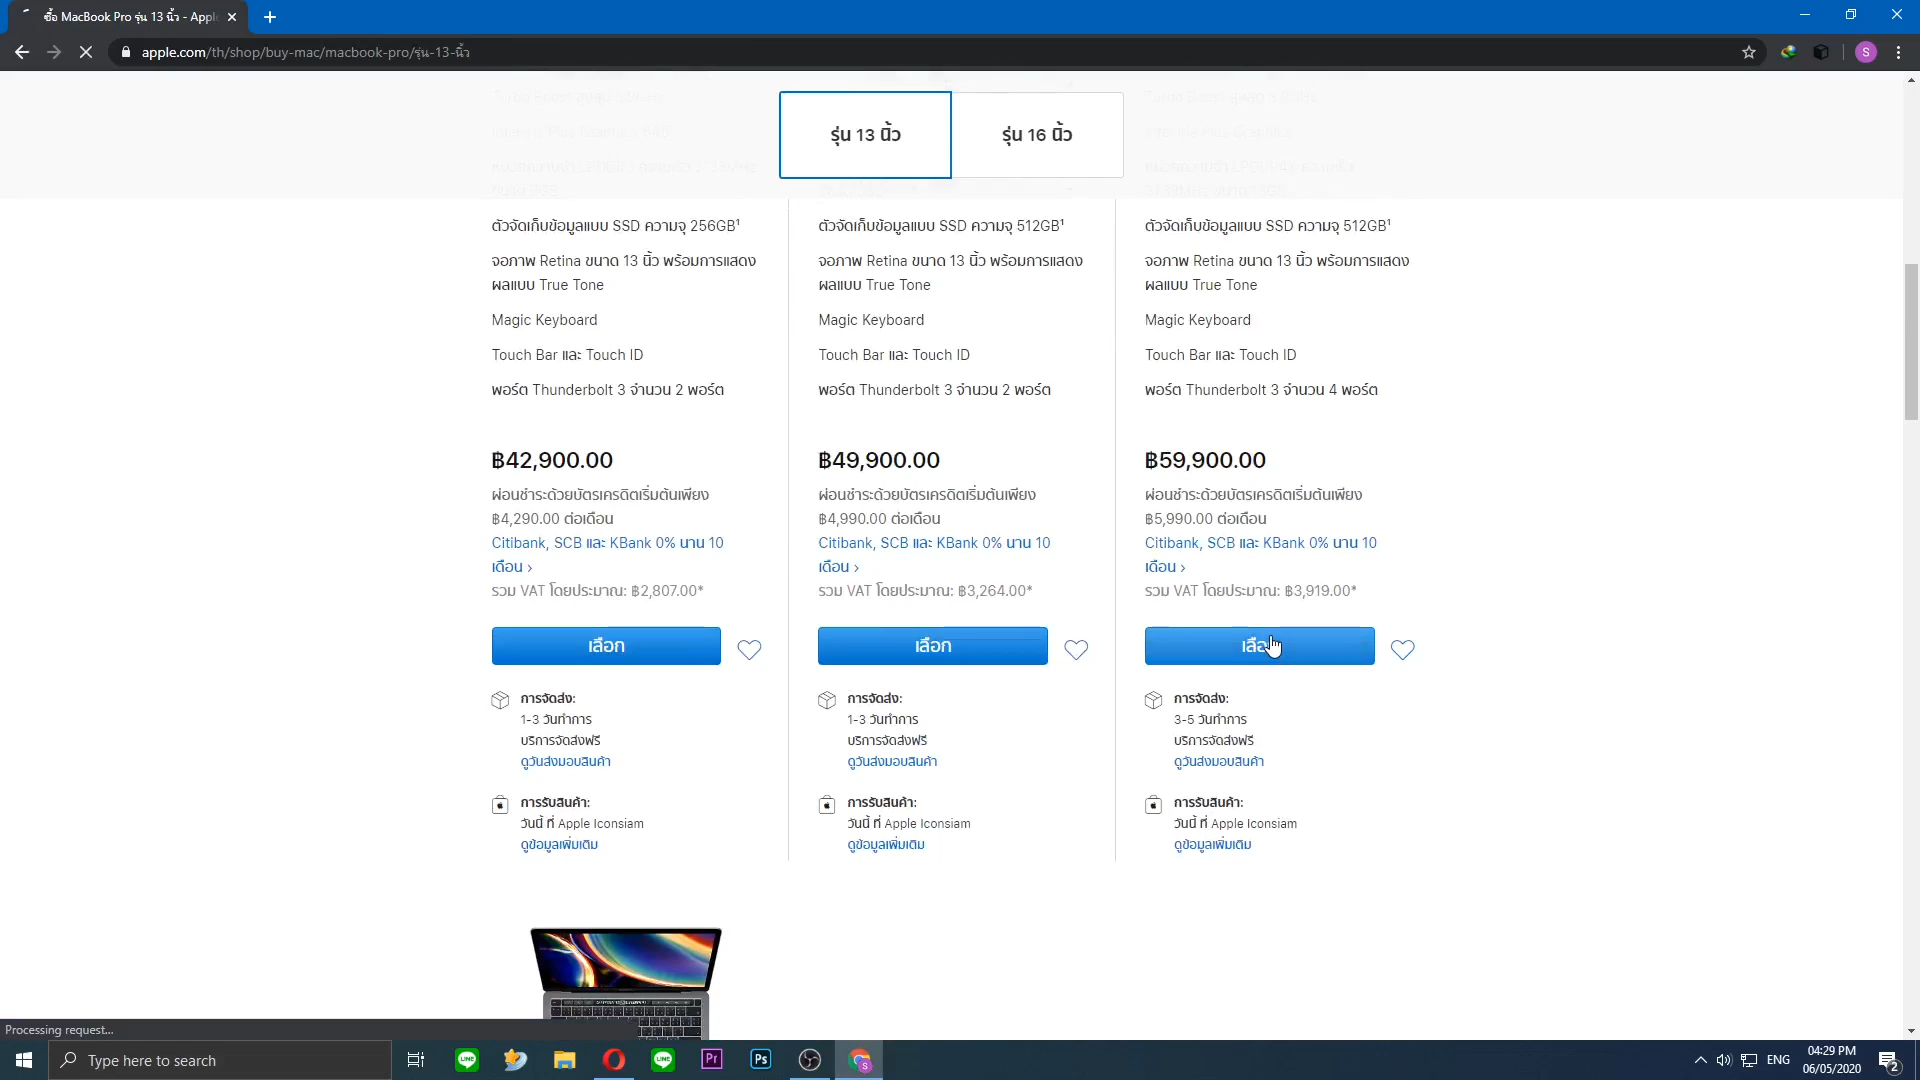 ซื้อ MacBook Pro รุ่น 13 นิ้ว - Appl
apple.com/th/shop/buy-mac/macbook-pro/รุ่น-13-นิ้ว
S
รุ่น 13 นิ้ว
รุ่น 16 นิ้ว
ตัวจัดเก็บข้อมูลแบบ SSD ความจุ 256GB¹
จอภาพ Retina ขนาด 13 นิ้ว พร้อมการแสดง
ผลแบบ True Tone
Magic Keyboard
Touch Bar และ Touch ID
พอร์ต Thunderbolt 3 จำนวน 2 พอร์ต
฿42,900.00
ผ่อนชำระด้วยบัตรเครดิตเริ่มต้นเพียง
฿4,290.00 ต่อเดือน
Citibank, SCB และ KBank 0% นาน 10
เดือน ›
รวม VAT โดยประมาณ: ฿2,807.00*
เลือก
การจัดส่ง:
1-3 วันทำการ
บริการจัดส่งฟรี
ดูวันส่งมอบสินค้า
การรับสินค้า:
วันนี้ ที่ Apple Iconsiam
ดูข้อมูลเพิ่มเติม
ตัวจัดเก็บข้อมูลแบบ SSD ความจุ 512GB¹
จอภาพ Retina ขนาด 13 นิ้ว พร้อมการแสดง
ผลแบบ True Tone
Magic Keyboard
Touch Bar และ Touch ID
พอร์ต Thunderbolt 3 จำนวน 2 พอร์ต
฿49,900.00
ผ่อนชำระด้วยบัตรเครดิตเริ่มต้นเพียง
฿4,990.00 ต่อเดือน
Citibank, SCB และ KBank 0% นาน 10
เดือน ›
รวม VAT โดยประมาณ: ฿3,264.00*
เลือก
การจัดส่ง:
1-3 วันทำการ
บริการจัดส่งฟรี
ดูวันส่งมอบสินค้า
การรับสินค้า:
วันนี้ ที่ Apple Iconsiam
ดูข้อมูลเพิ่มเติม
ตัวจัดเก็บข้อมูลแบบ SSD ความจุ 512GB¹
จอภาพ Retina ขนาด 13 นิ้ว พร้อมการแสดง
ผลแบบ True Tone
Magic Keyboard
Touch Bar และ Touch ID
พอร์ต Thunderbolt 3 จำนวน 4 พอร์ต
฿59,900.00
ผ่อนชำระด้วยบัตรเครดิตเริ่มต้นเพียง
฿5,990.00 ต่อเดือน
Citibank, SCB และ KBank 0% นาน 10
เดือน ›
รวม VAT โดยประมาณ: ฿3,919.00*
เลือก
การจัดส่ง:
3-5 วันทำการ
บริการจัดส่งฟรี
ดูวันส่งมอบสินค้า
การรับสินค้า:
วันนี้ ที่ Apple Iconsiam
ดูข้อมูลเพิ่มเติม
Processing request...
Type here to search
LINE
LINE
Pr
Ps
S
ENG
04:29 PM
06/05/2020
2